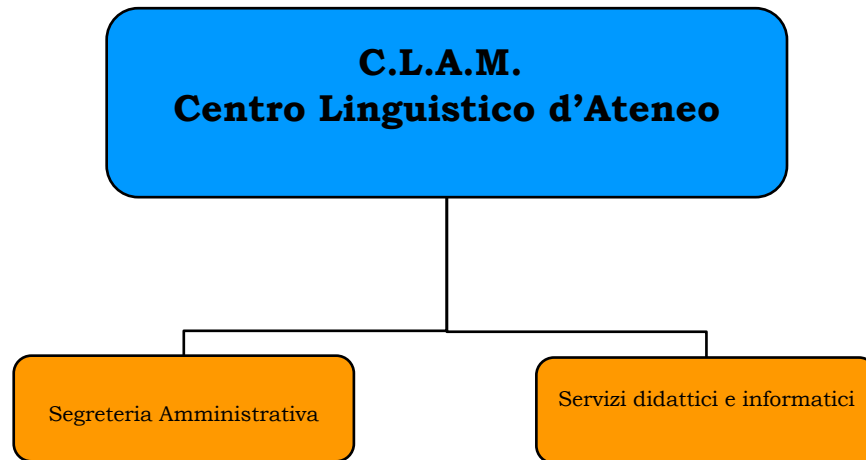 C.L.A.M.
Centro Linguistico d’Ateneo
Segreteria Amministrativa
Servizi didattici e informatici